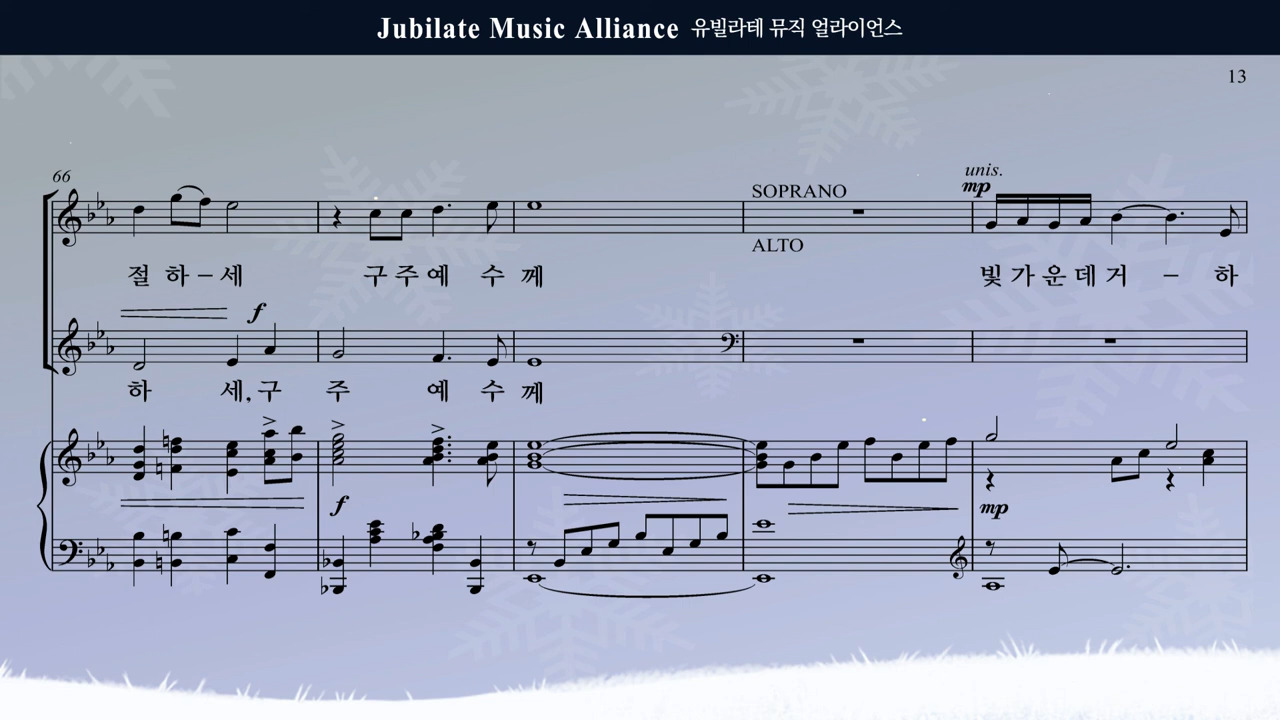 Jubilate Music Alliance 유빌라테 뮤직 얼라이언스
13
66
SOPRANO
unis.
mp
ALTO
절 하 – 세 구 주 예 수 께 빛 가 운 데 거 – 하
f
하 세, 구 주 예 수 께
f
mp